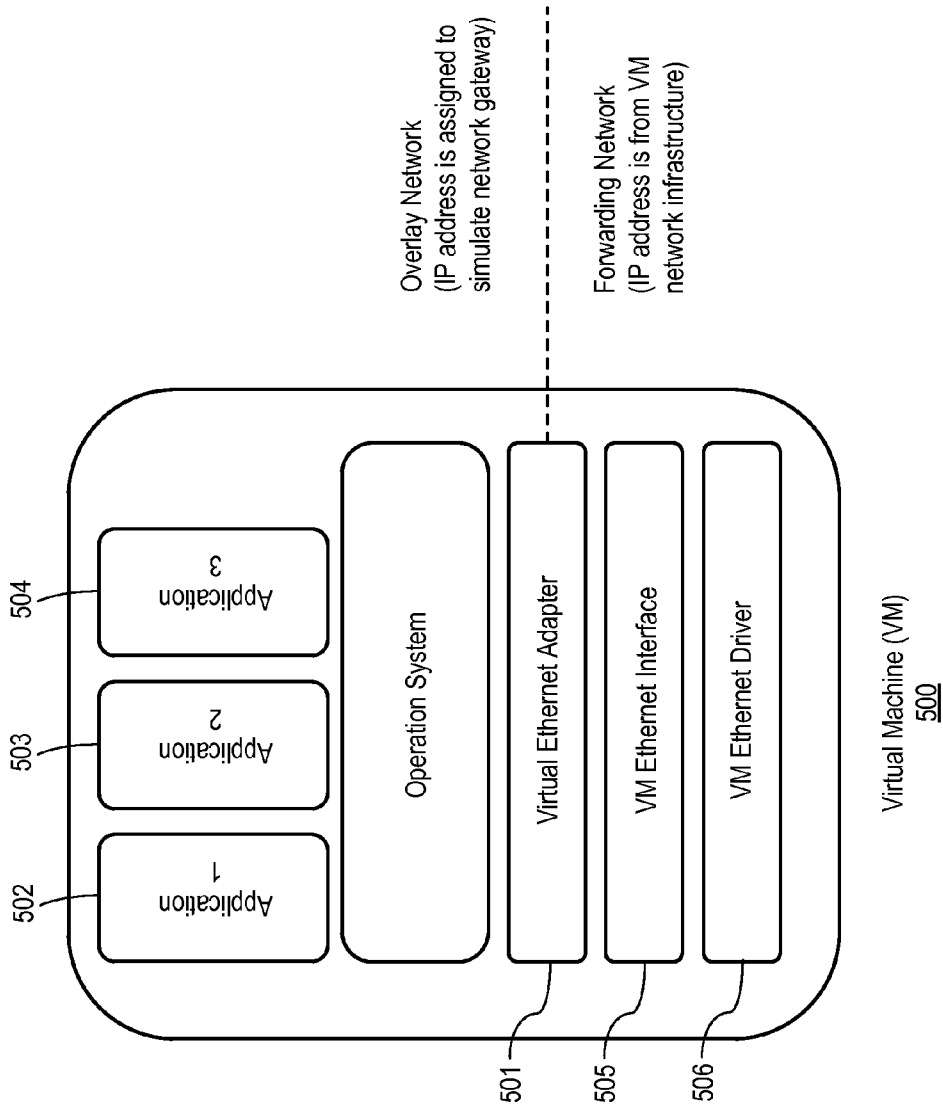 502
503
504
Application
1
Application
2
Application
3
Operation System
Overlay Network
(IP address is assigned to
simulate network gateway)
501
Virtual Ethernet Adapter
Forwarding Network
(IP address is from VM
network infrastructure)
505
VM Ethernet Interface
506
VM Ethernet Driver
Virtual Machine (VM)
500